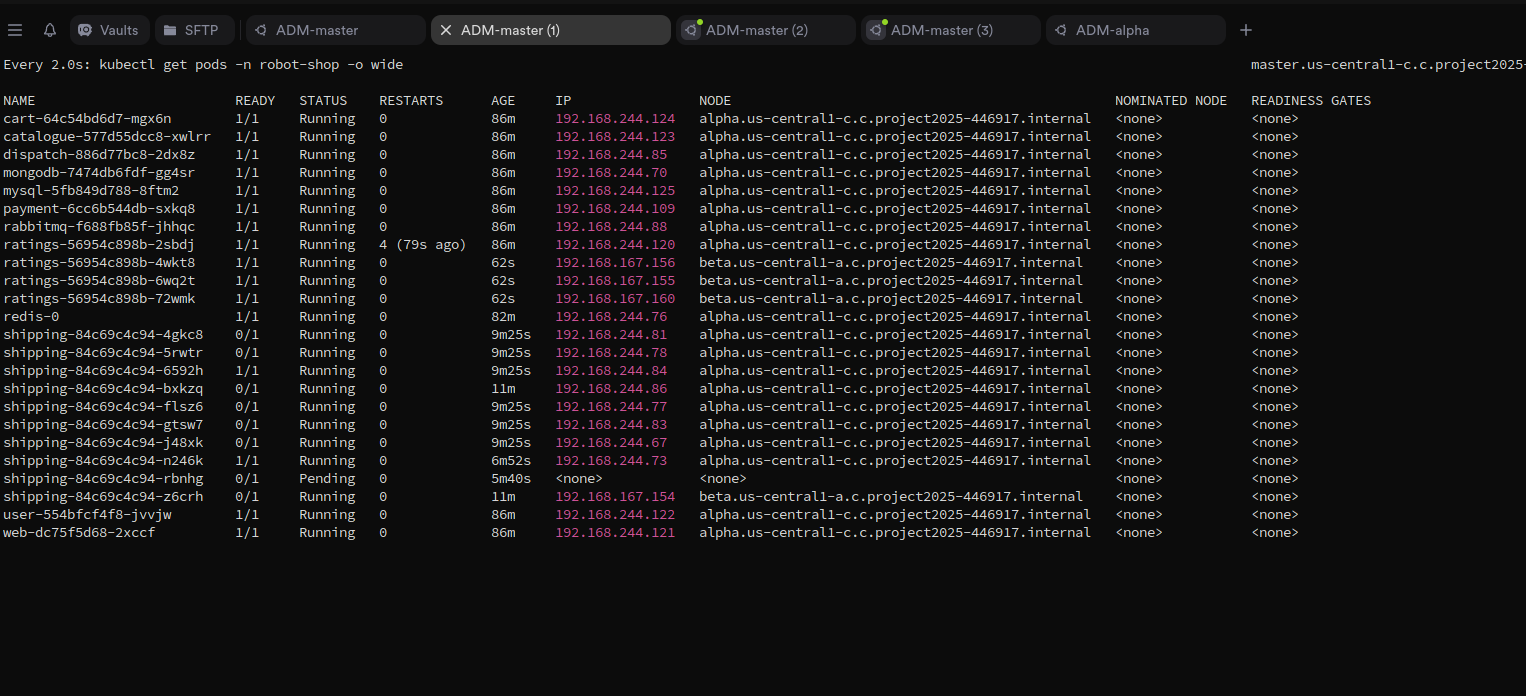 Vaults SFTP ADM-master ADM-master (1) ADM-master (2) ADM-master (3) ADM-alpha
Every 2.0s: kubectl get pods -n robot-shop -o wide master.us-central1-c.c.project2025-
NAME READY STATUS RESTARTS AGE IP NODE NOMINATED NODE READINESS GATES
cart-64c54bd6d7-mgx6n 1/1 Running 0 86m 192.168.244.124 alpha.us-central1-c.c.project2025-446917.internal <none> <none>
catalogue-577d55dcc8-xwlrr 1/1 Running 0 86m 192.168.244.123 alpha.us-central1-c.c.project2025-446917.internal <none> <none>
dispatch-886d77bc8-2dx8z 1/1 Running 0 86m 192.168.244.85 alpha.us-central1-c.c.project2025-446917.internal <none> <none>
mongodb-7474db6fdf-gg4sr 1/1 Running 0 86m 192.168.244.70 alpha.us-central1-c.c.project2025-446917.internal <none> <none>
mysql-5fb849d788-8ftm2 1/1 Running 0 86m 192.168.244.125 alpha.us-central1-c.c.project2025-446917.internal <none> <none>
payment-6cc6b544db-sxkq8 1/1 Running 0 86m 192.168.244.109 alpha.us-central1-c.c.project2025-446917.internal <none> <none>
rabbitmq-f688fb85f-jhhqc 1/1 Running 0 86m 192.168.244.88 alpha.us-central1-c.c.project2025-446917.internal <none> <none>
ratings-56954c898b-2sbdj 1/1 Running 4 (79s ago) 86m 192.168.244.120 alpha.us-central1-c.c.project2025-446917.internal <none> <none>
ratings-56954c898b-4wkt8 1/1 Running 0 62s 192.168.167.156 beta.us-central1-a.c.project2025-446917.internal <none> <none>
ratings-56954c898b-6wq2t 1/1 Running 0 62s 192.168.167.155 beta.us-central1-a.c.project2025-446917.internal <none> <none>
ratings-56954c898b-72wmk 1/1 Running 0 62s 192.168.167.160 beta.us-central1-a.c.project2025-446917.internal <none> <none>
redis-0 1/1 Running 0 82m 192.168.244.76 alpha.us-central1-c.c.project2025-446917.internal <none> <none>
shipping-84c69c4c94-4gkc8 0/1 Running 0 9m25s 192.168.244.81 alpha.us-central1-c.c.project2025-446917.internal <none> <none>
shipping-84c69c4c94-5rwtr 0/1 Running 0 9m25s 192.168.244.78 alpha.us-central1-c.c.project2025-446917.internal <none> <none>
shipping-84c69c4c94-6592h 1/1 Running 0 9m25s 192.168.244.84 alpha.us-central1-c.c.project2025-446917.internal <none> <none>
shipping-84c69c4c94-bxkzq 0/1 Running 0 11m 192.168.244.86 alpha.us-central1-c.c.project2025-446917.internal <none> <none>
shipping-84c69c4c94-flsz6 0/1 Running 0 9m25s 192.168.244.77 alpha.us-central1-c.c.project2025-446917.internal <none> <none>
shipping-84c69c4c94-gtsw7 0/1 Running 0 9m25s 192.168.244.83 alpha.us-central1-c.c.project2025-446917.internal <none> <none>
shipping-84c69c4c94-j48xk 0/1 Running 0 9m25s 192.168.244.67 alpha.us-central1-c.c.project2025-446917.internal <none> <none>
shipping-84c69c4c94-n246k 1/1 Running 0 6m52s 192.168.244.73 alpha.us-central1-c.c.project2025-446917.internal <none> <none>
shipping-84c69c4c94-rbnhg 0/1 Pending 0 5m40s <none> <none> <none> <none>
shipping-84c69c4c94-z6crh 0/1 Running 0 11m 192.168.167.154 beta.us-central1-a.c.project2025-446917.internal <none> <none>
user-554bfcf4f8-jvvjw 1/1 Running 0 86m 192.168.244.122 alpha.us-central1-c.c.project2025-446917.internal <none> <none>
web-dc75f5d68-2xccf 1/1 Running 0 86m 192.168.244.121 alpha.us-central1-c.c.project2025-446917.internal <none> <none>